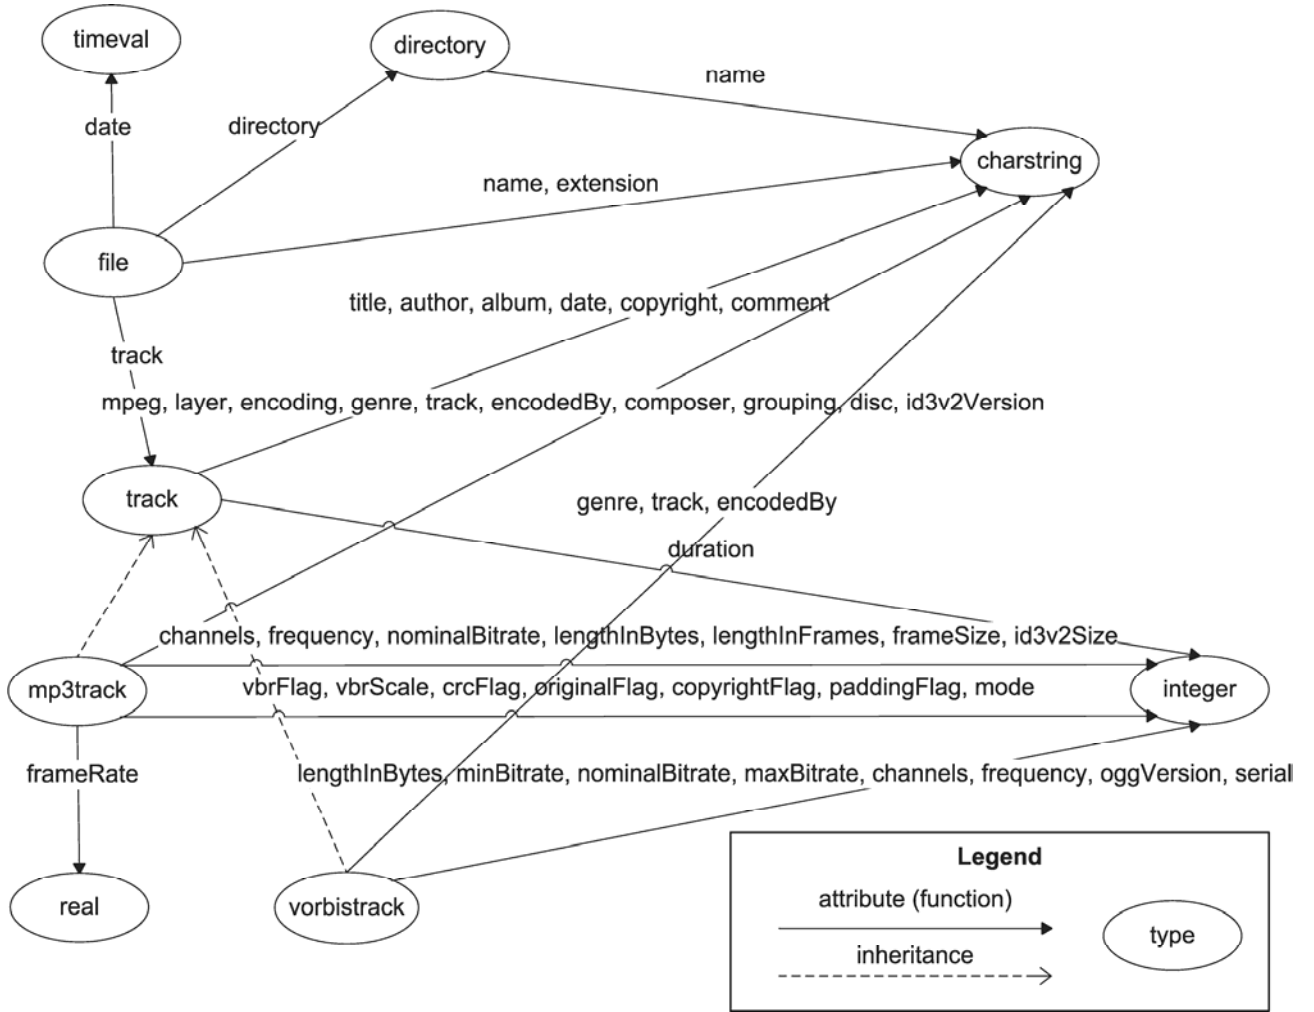 timeval
directory
name
date
directory
charstring
name, extension
file
title, author, album, date, copyright, comment
track
mpeg, layer, encoding, genre, track, encodedBy, composer, grouping, disc, id3v2Version
track
genre, track, encodedBy
duration
channels, frequency, nominalBitrate, lengthInBytes, lengthInFrames, frameSize, id3v2Size
mp3track
vbrFlag, vbrScale, crcFlag, originalFlag, copyrightFlag, paddingFlag, mode
integer
frameRate
lengthInBytes, minBitrate, nominalBitrate, maxBitrate, channels, frequency, oggVersion, serial
real
vorbistrack
Legend
attribute (function)
inheritance
type